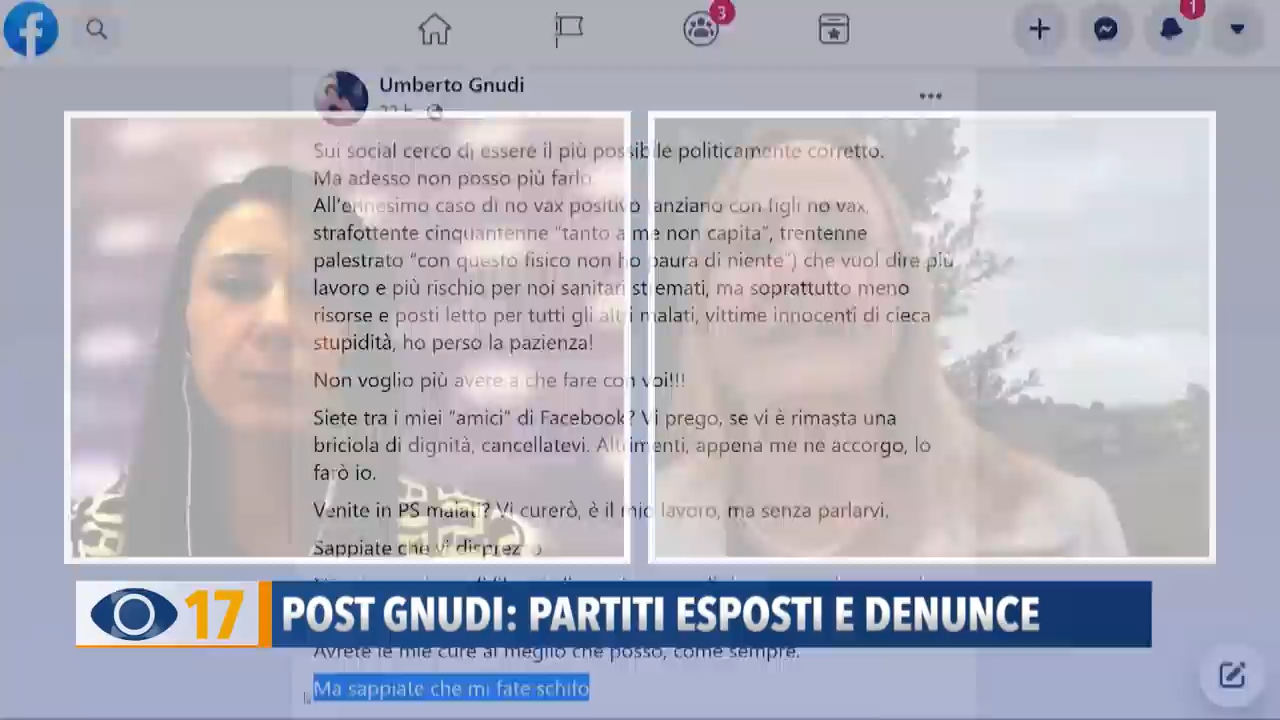 3
1
Umberto Gnudi
Sui social cerco di essere il più possibile politicamente corretto.
Ma adesso non posso più farlo.
All'ennesimo caso di no vax positivo anziano con figli no vax,
strafottente cinquantenne "tanto a me non capita", trentenne
palestrato "con questo fisico non ho paura di niente") che vuol dire più
lavoro e più rischio per noi sanitari stremati, ma soprattutto meno
risorse e posti letto per tutti gli altri malati, vittime innocenti di cieca
stupidità, ho perso la pazienza!
Non voglio più avere a che fare con voi!!!
Siete tra i miei "amici" di Facebook? Vi prego, se vi è rimasta una
briciola di dignità, cancellatevi. Altrimenti, appena me ne accorgo, lo
farò io.
Venite in PS malati? Vi curerò, è il mio lavoro, ma senza parlarvi.
Sappiate che vi disprezzo
17 POST GNUDI: PARTITI ESPOSTI E DENUNCE
Avrete le mie cure al meglio che posso, come sempre.
Ma sappiate che mi fate schifo